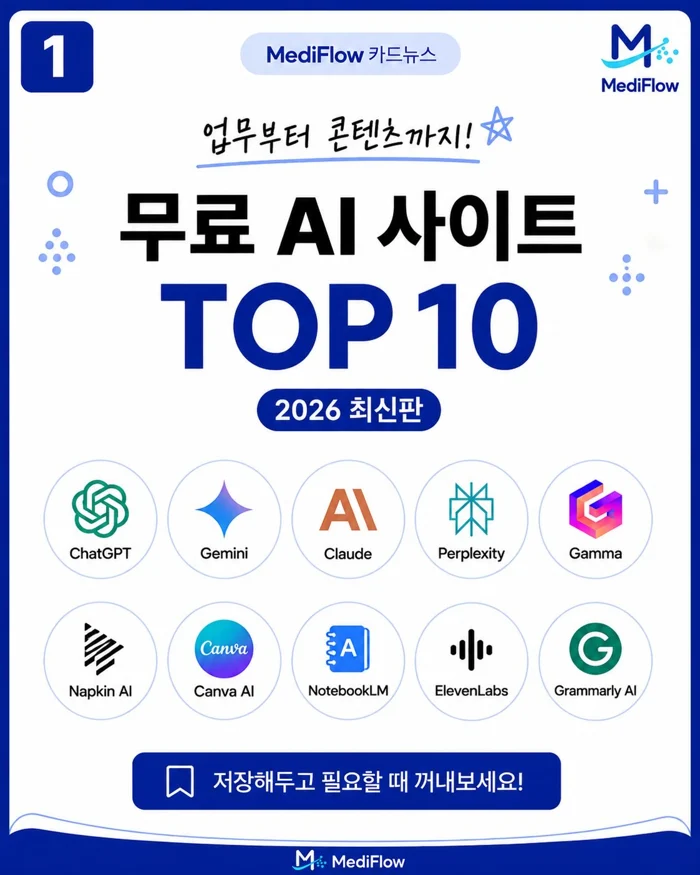 1
MediFlow 카드뉴스
MediFlow
업무부터 콘텐츠까지!
무료 AI 사이트
TOP 10
2026 최신판
ChatGPT
Gemini
Claude
Perplexity
Gamma
Napkin AI
Canva
Canva AI
A
NotebookLM
ElevenLabs
Grammarly AI
저장해두고 필요할 때 꺼내보세요!
MediFlow